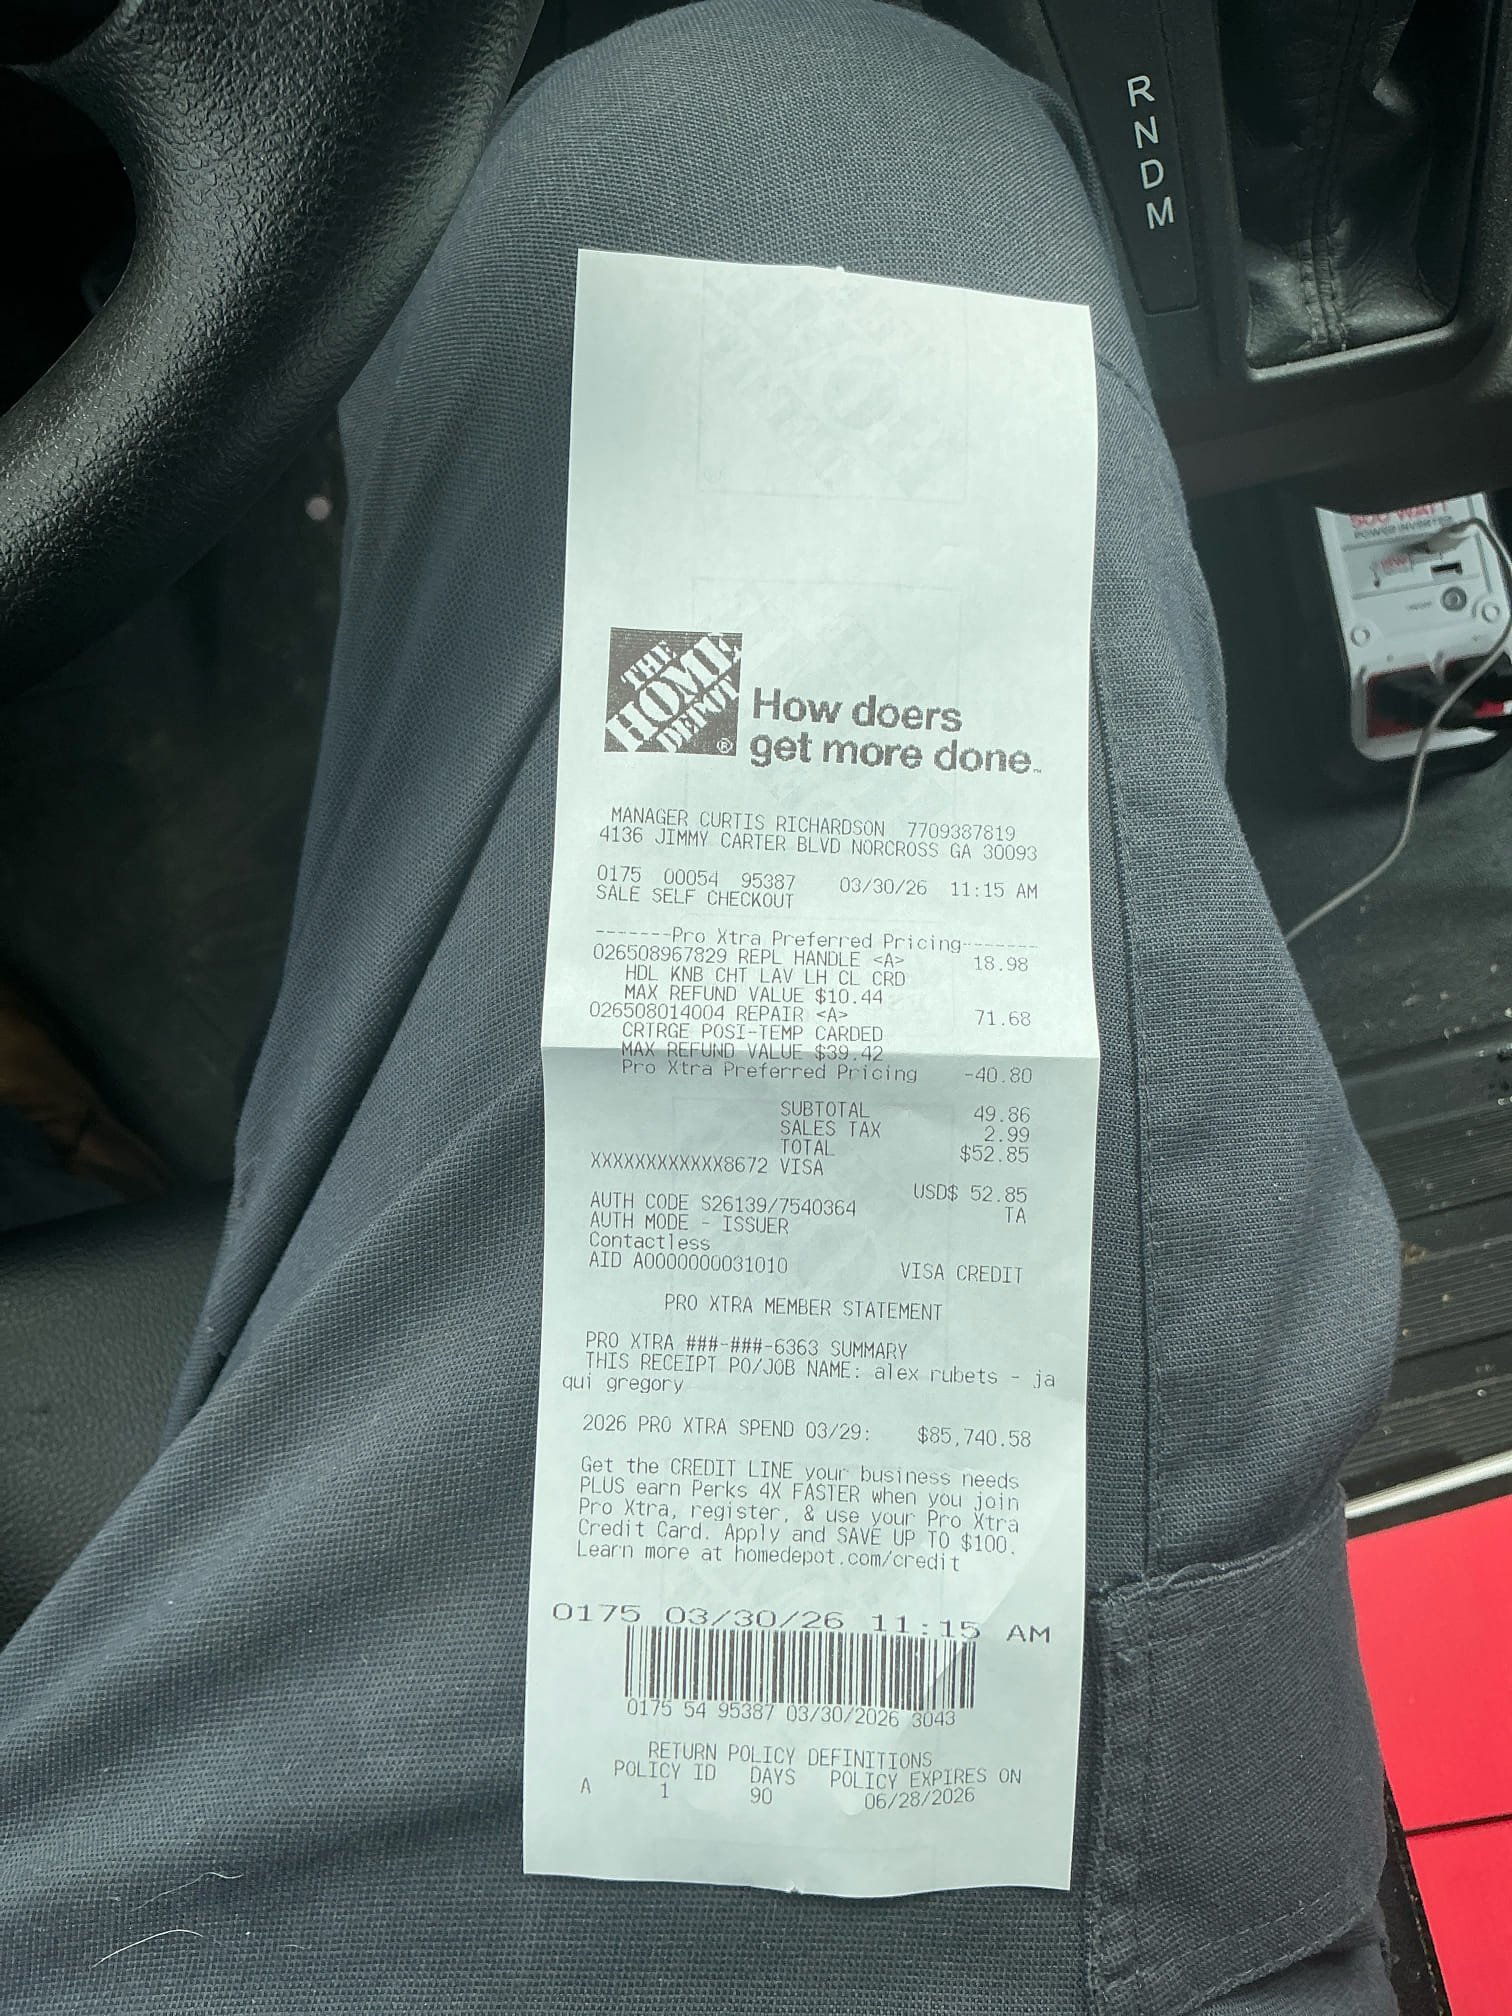 R
N
D
M
500 WATT
POWER INVERTER
THE
HOME
DEPOT
®
How doers
get more done.™
MANAGER CURTIS RICHARDSON 7709387819
4136 JIMMY CARTER BLVD NORCROSS GA 30093
0175 00054 95387 03/30/26 11:15 AM
SALE SELF CHECKOUT
-------Pro Xtra Preferred Pricing-------
026508967829 REPL HANDLE <A> 18.98
HDL KNB CHT LAV LH CL CRD
MAX REFUND VALUE $10.44
026508014004 REPAIR <A> 71.68
CRTRGE POSI-TEMP CARDED
MAX REFUND VALUE $39.42
Pro Xtra Preferred Pricing -40.80
SUBTOTAL 49.86
SALES TAX 2.99
TOTAL $52.85
XXXXXXXXXXXX8672 VISA
USD$ 52.85
AUTH CODE S26139/7540364 TA
AUTH MODE - ISSUER
Contactless
AID A0000000031010 VISA CREDIT
PRO XTRA MEMBER STATEMENT
PRO XTRA ###-###-6363 SUMMARY
THIS RECEIPT PO/JOB NAME: alex rubets - ja
qui gregory
2026 PRO XTRA SPEND 03/29: $85,740.58
Get the CREDIT LINE your business needs
PLUS earn Perks 4X FASTER when you join
Pro Xtra, register, & use your Pro Xtra
Credit Card. Apply and SAVE UP TO $100.
Learn more at homedepot.com/credit
0175 03/30/26 11:15 AM
0175 54 95387 03/30/2026 3043
RETURN POLICY DEFINITIONS
POLICY ID DAYS POLICY EXPIRES ON
A 1 90 06/28/2026